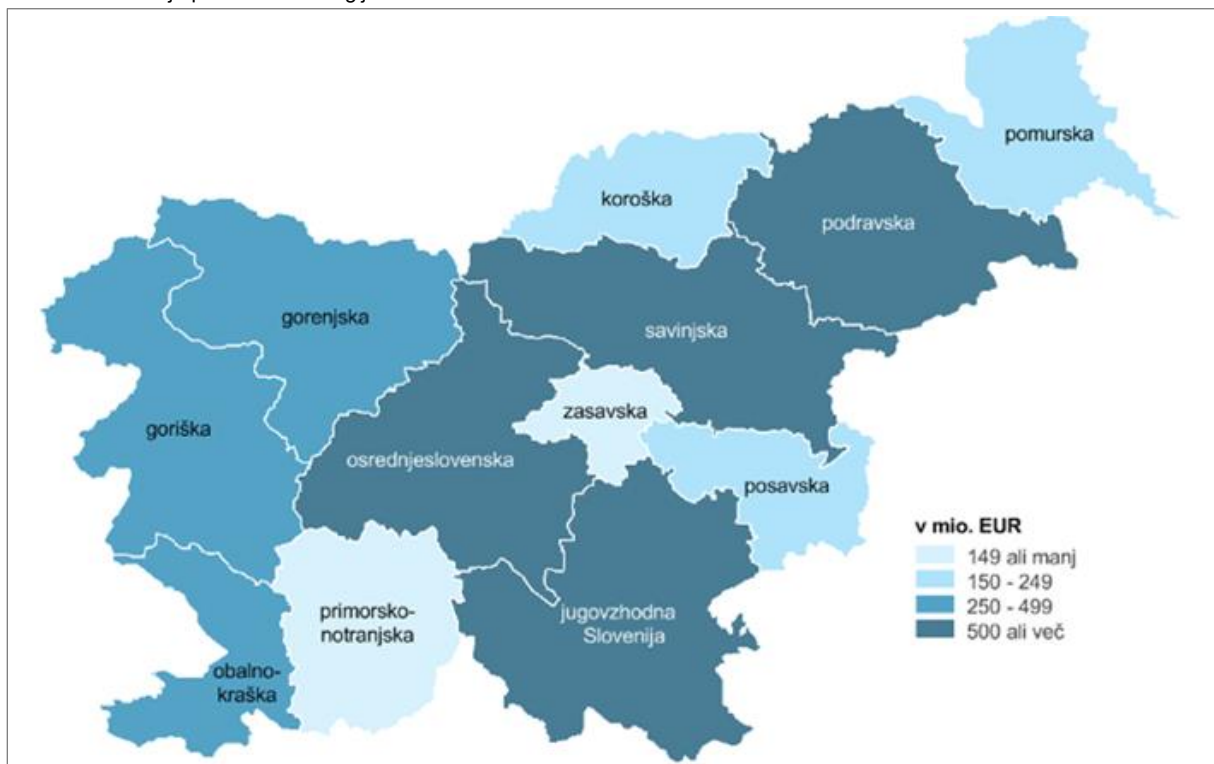 pomurska
koroška
podravska
gorenjska
savinjska
zasavska
goriška
osrednjeslovenska
posavska
v mio. EUR
149 ali manj
150 - 249
250 - 499
500 ali več
primorsko-
notranjska
jugovzhodna
Slovenija
obalno-
kraška